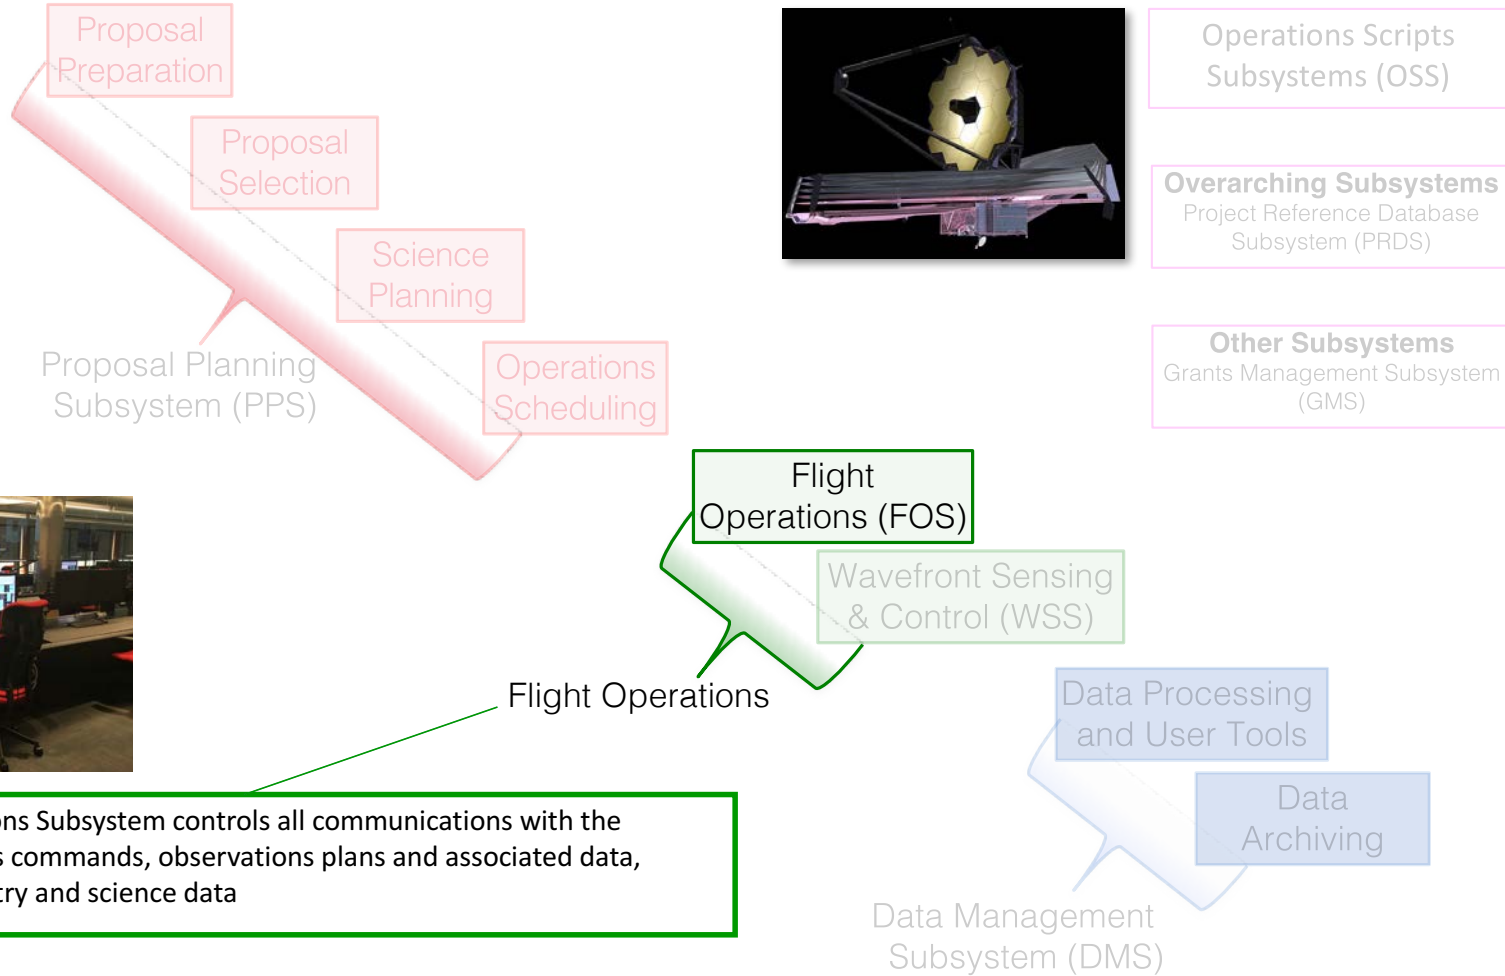 Proposal
Preparation
Proposal
Selection
Science
Planning
Operations
Scheduling
Proposal Planning
Subsystem (PPS)
Operations Scripts
Subsystems (OSS)
Overarching Subsystems
Project Reference Database
Subsystem (PRDS)
Other Subsystems
Grants Management Subsystem
(GMS)
Flight
Operations (FOS)
Wavefront Sensing
& Control (WSS)
Flight Operations
Data Processing
and User Tools
Data
Archiving
Data Management
Subsystem (DMS)
ons Subsystem controls all communications with the
s commands, observations plans and associated data,
try and science data